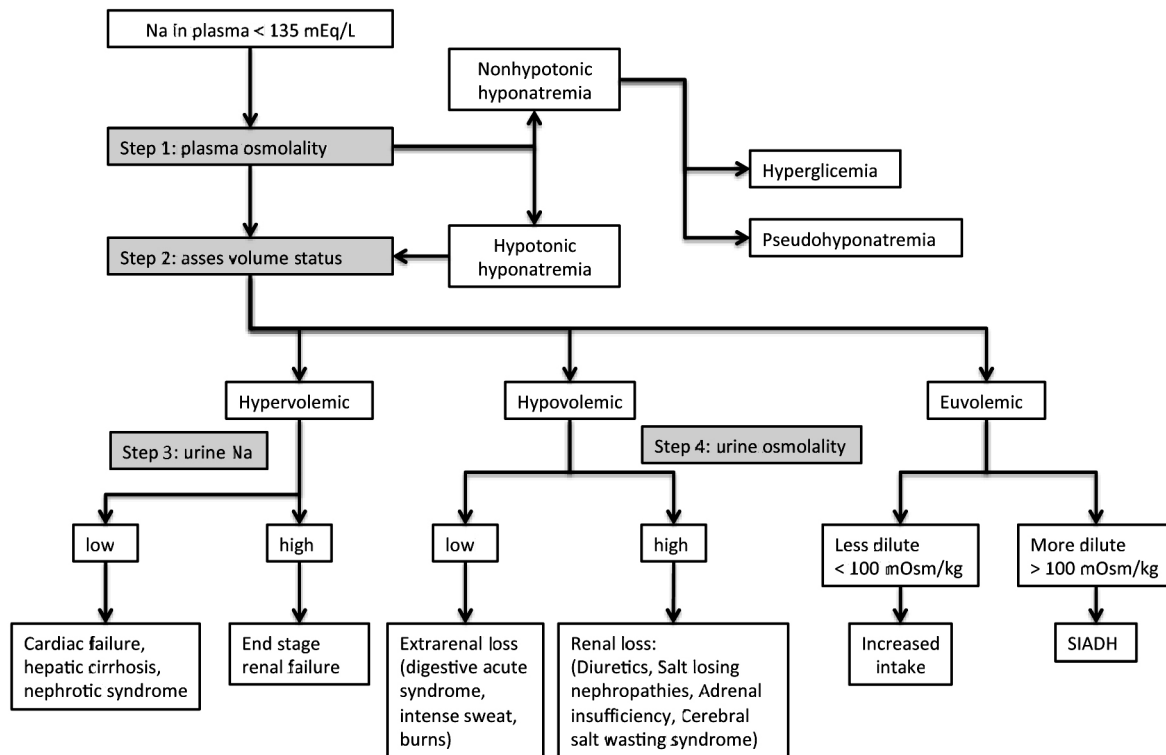 Na in plasma < 135 mEq/L
Nonhypotonic
hyponatremia
Step 1: plasma osmolality
Hyperglicemia
Pseudohyponatremia
Hypotonic
hyponatremia
Step 2: asses volume status
Hypervolemic
Hypovolemic
Euvolemic
Step 3: urine Na
Step 4: urine osmolality
low
high
low
high
Less dilute
< 100 mOsm/kg
More dilute
> 100 mOsm/kg
Cardiac failure,
hepatic cirrhosis,
nephrotic syndrome
End stage
renal failure
Extrarenal loss
(digestive acute
syndrome,
intense sweat,
burns)
Renal loss:
(Diuretics, Salt losing
nephropathies, Adrenal
insufficiency, Cerebral
salt wasting syndrome)
Increased
intake
SIADH